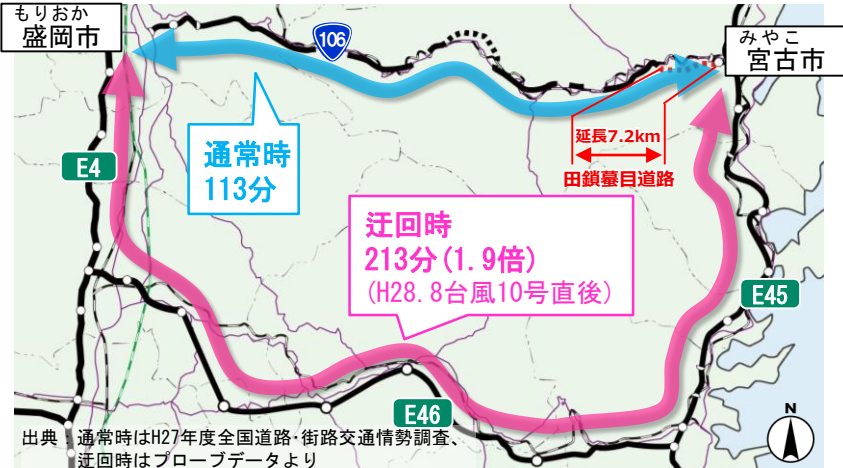 もりおか
盛岡市
106
みやこ
宮古市
通常時
113分
延長7.2km
田鎖蟇目道路
E4
迂回時
213分(1.9倍)
(H28.8台風10号直後)
E45
E46
N
出典:通常時はH27年度全国道路・街路交通情勢調査、
迂回時はプローブデータより